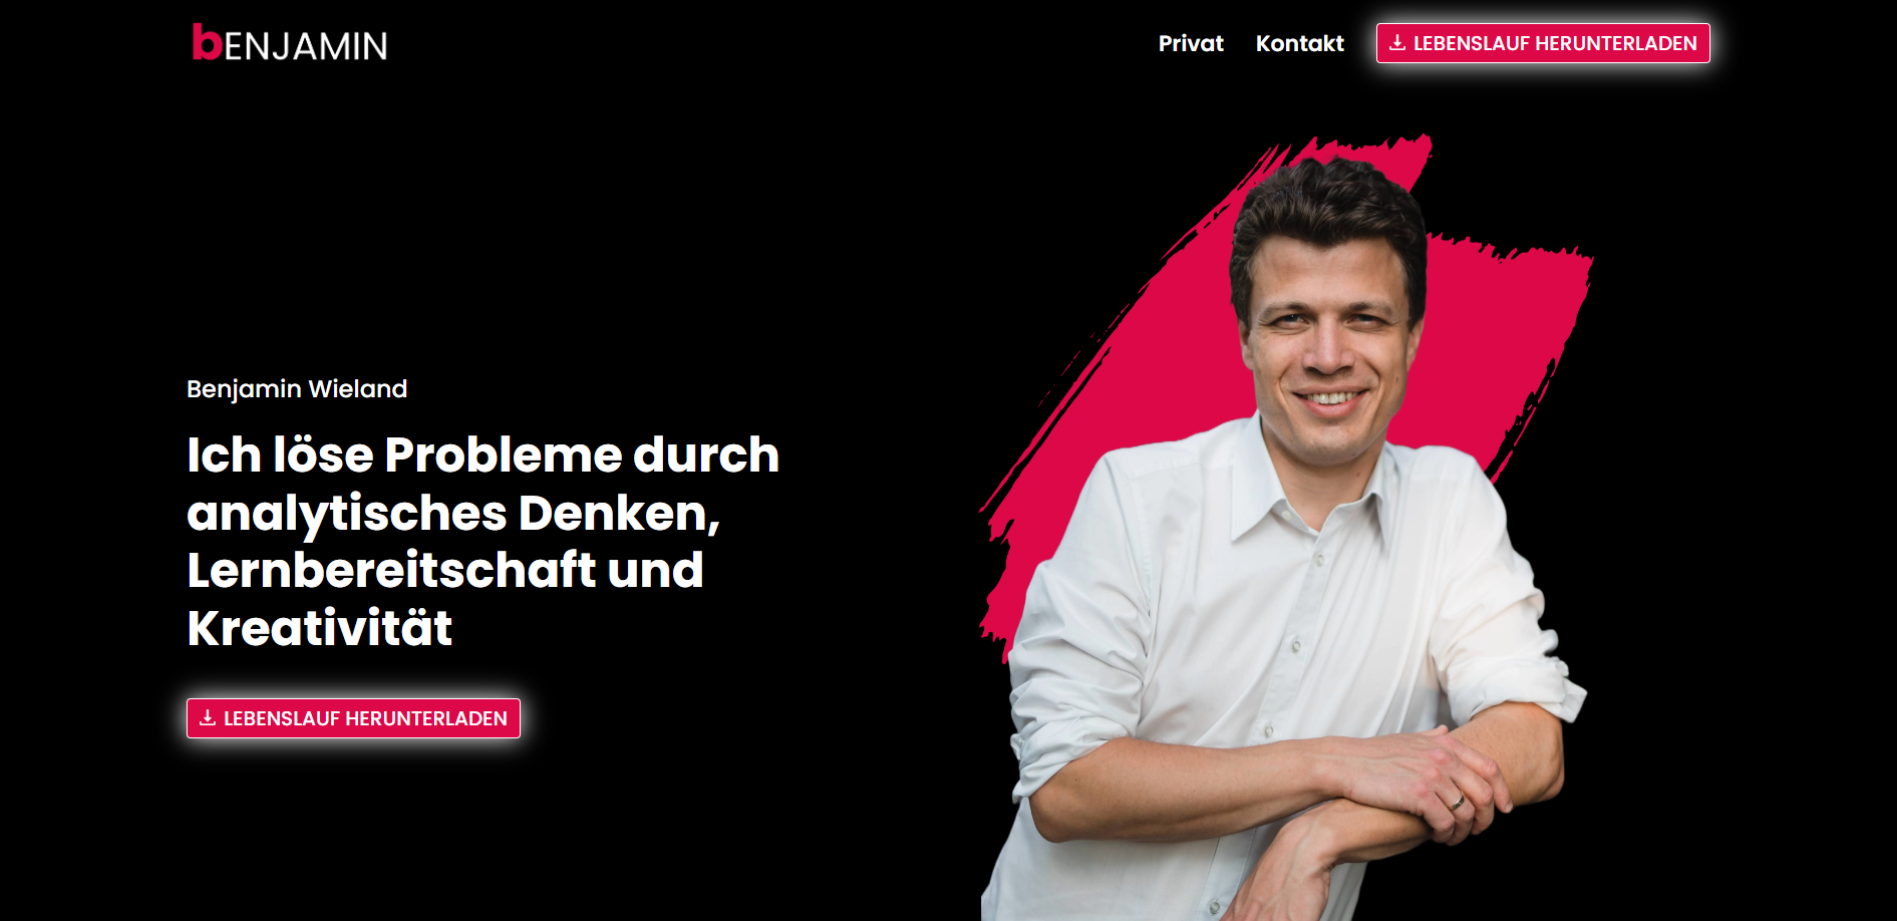 bENJAMIN
Privat
Kontakt
LEBENSLAUF HERUNTERLADEN
Benjamin Wieland
Ich löse Probleme durch
analytisches Denken,
Lernbereitschaft und
Kreativität
LEBENSLAUF HERUNTERLADEN